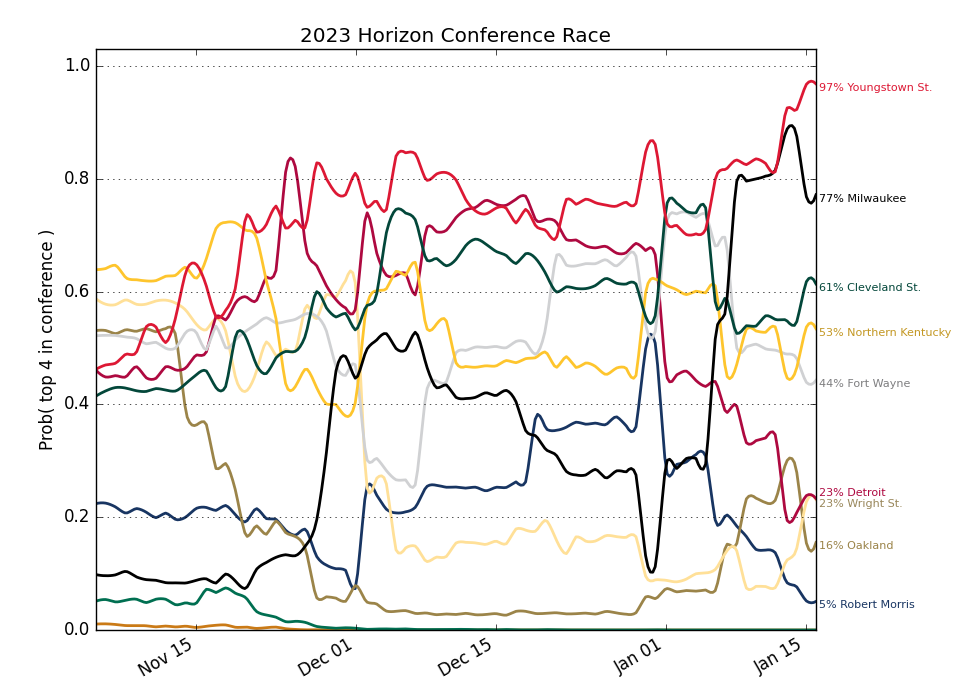 2023 Horizon Conference Race
Prob( top 4 in conference )
1.0
0.8
0.6
0.4
0.2
0.0
Nov 15
Dec 01
Dec 15
Jan 01
Jan 15
97% Youngstown St.
77% Milwaukee
61% Cleveland St.
53% Northern Kentucky
44% Fort Wayne
23% Detroit
23% Wright St.
16% Oakland
5% Robert Morris